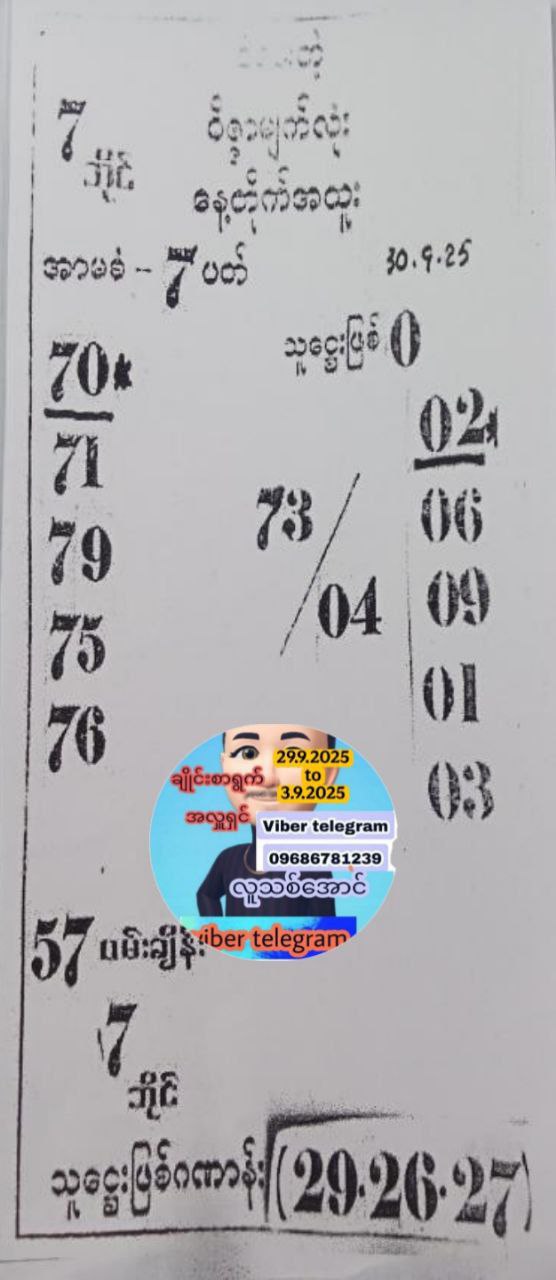 7
ဘိုင်
ဝိဇ္ဇာမျက်လုံး
နေ့တိုက်အထူး
အာမခံ - 7 ပတ်
30.9.25
သူဌေးဖြစ် 0
70*
71
79
75
76
73/04
02*
06
09
01
03
29.9.2025
to
3.9.2025
ချိုင်းစာရွက်
အလှူရှင်
Viber telegram
09686781239
လူသစ်အောင်
viber telegram
57 ဝမ်းချိန်း
7
ဘိုင်
သူဌေးဖြစ်ဂဏာန်း (29.26.27)